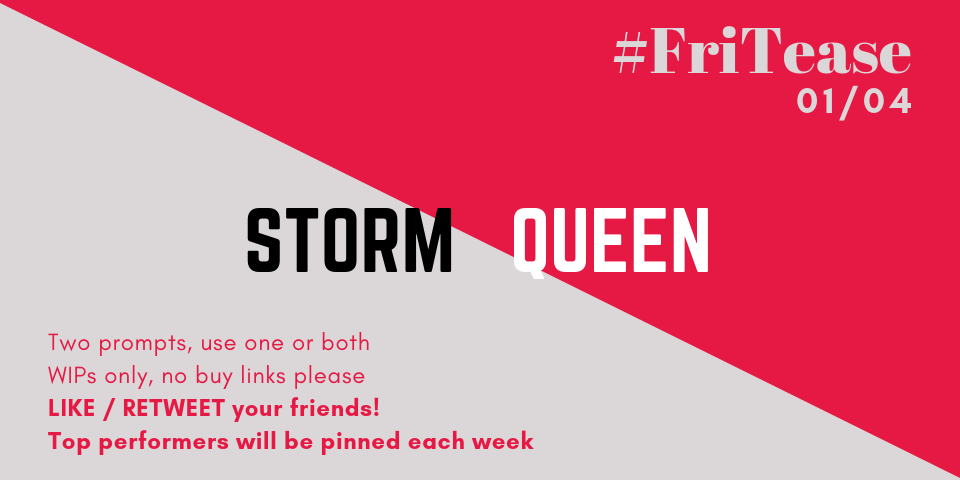 #FriTease
01/04
STORM QUEEN
Two prompts, use one or both
WIPs only, no buy links please
LIKE / RETWEET your friends!
Top performers will be pinned each week